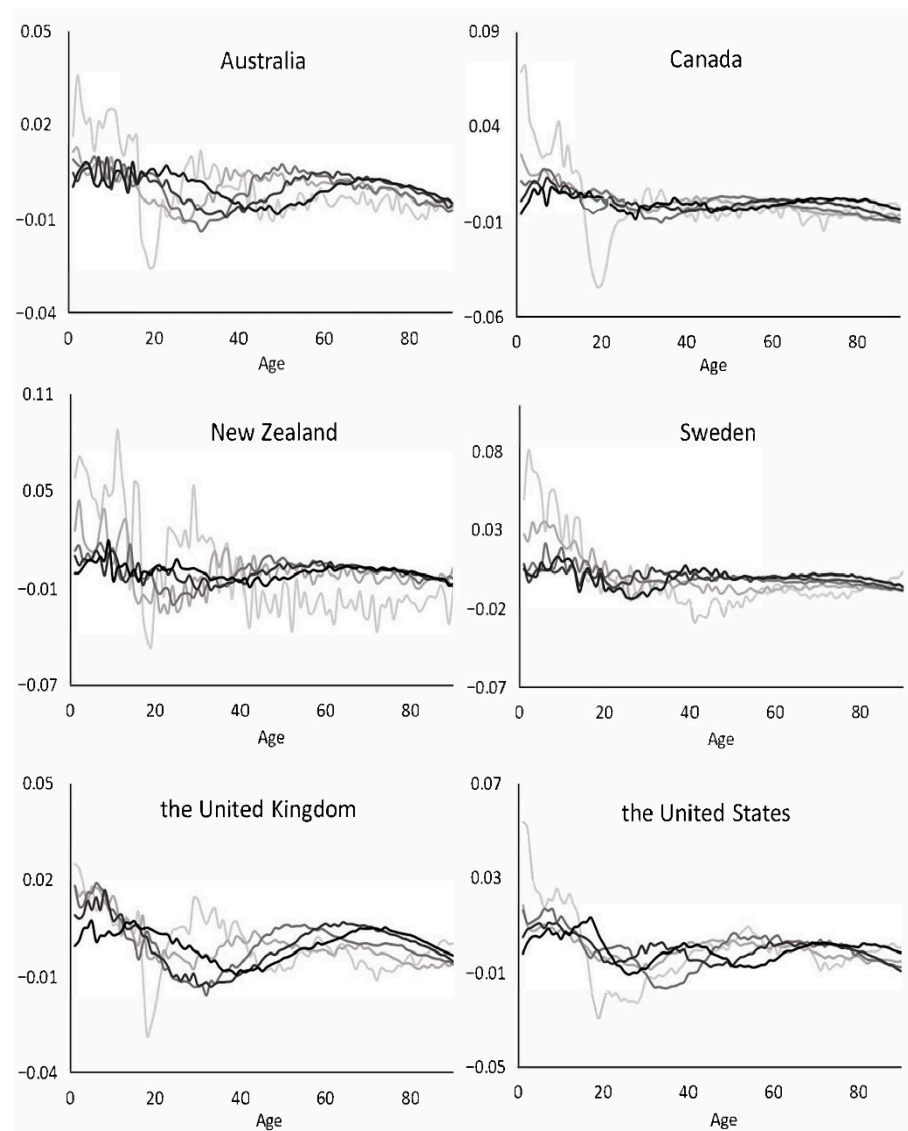 Australia
0.05
0.02
−0.01
−0.04
0 20 40 60 80
Age
Canada
0.09
0.04
−0.01
−0.06
0 20 40 60 80
Age
New Zealand
0.11
0.05
−0.01
−0.07
0 20 40 60 80
Age
Sweden
0.08
0.03
−0.02
−0.07
0 20 40 60 80
Age
the United Kingdom
0.05
0.02
−0.01
−0.04
0 20 40 60 80
Age
the United States
0.07
0.03
−0.01
−0.05
0 20 40 60 80
Age